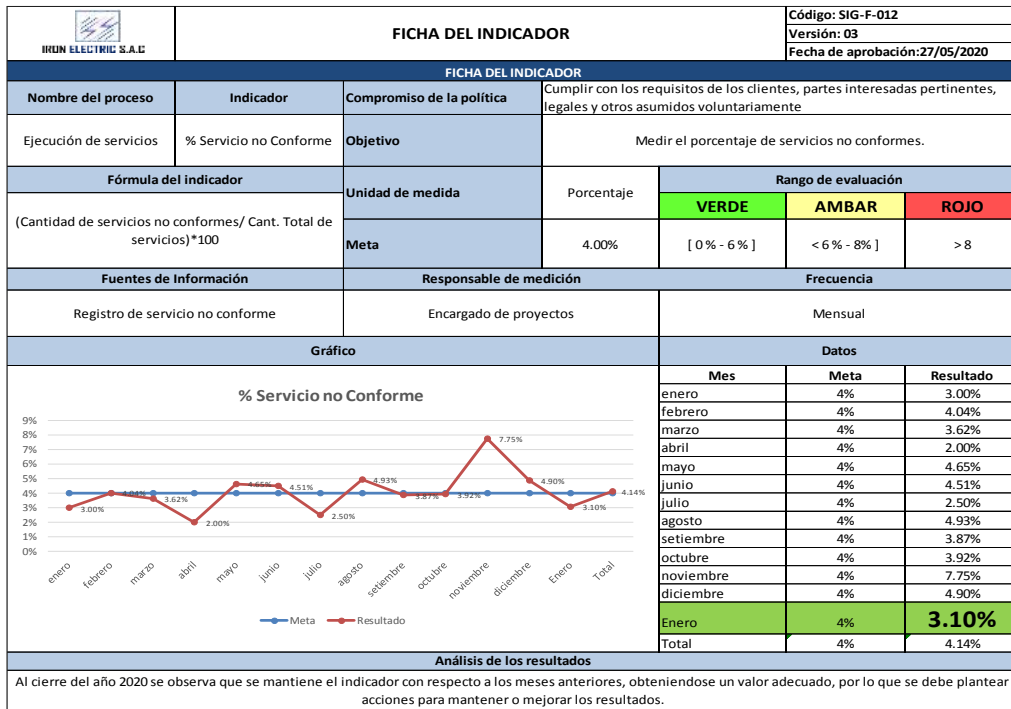 IRON ELECTRIC S.A.C
FICHA DEL INDICADOR
Código: SIG-F-012
Versión: 03
Fecha de aprobación:27/05/2020
FICHA DEL INDICADOR
Nombre del proceso
Indicador
Compromiso de la política
Cumplir con los requisitos de los clientes, partes interesadas pertinentes,
legales y otros asumidos voluntariamente
Ejecución de servicios
% Servicio no Conforme
Objetivo
Medir el porcentaje de servicios no conformes.
Fórmula del indicador
Unidad de medida
Porcentaje
Rango de evaluación
VERDE
AMBAR
ROJO
(Cantidad de servicios no conformes/ Cant. Total de
servicios)*100
Meta
4.00%
[ 0 % - 6 % ]
< 6 % - 8% ]
> 8
Fuentes de Información
Responsable de medición
Frecuencia
Registro de servicio no conforme
Encargado de proyectos
Mensual
Gráfico
Datos
% Servicio no Conforme
9%
8%
7%
6%
5%
4%
3%
2%
1%
0%
3.00%
4.04%
3.62%
2.00%
4.65%
4.51%
2.50%
4.93%
3.87%
3.92%
7.75%
4.90%
3.10%
4.14%
enero
febrero
marzo
abril
mayo
junio
julio
agosto
setiembre
octubre
noviembre
diciembre
Enero
Total
Meta
Resultado
Mes Meta Resultado
enero 4% 3.00%
febrero 4% 4.04%
marzo 4% 3.62%
abril 4% 2.00%
mayo 4% 4.65%
junio 4% 4.51%
julio 4% 2.50%
agosto 4% 4.93%
setiembre 4% 3.87%
octubre 4% 3.92%
noviembre 4% 7.75%
diciembre 4% 4.90%
Enero 4% 3.10%
Total 4% 4.14%
Análisis de los resultados
Al cierre del año 2020 se observa que se mantiene el indicador con respecto a los meses anteriores, obteniendose un valor adecuado, por lo que se debe plantear
acciones para mantener o mejorar los resultados.